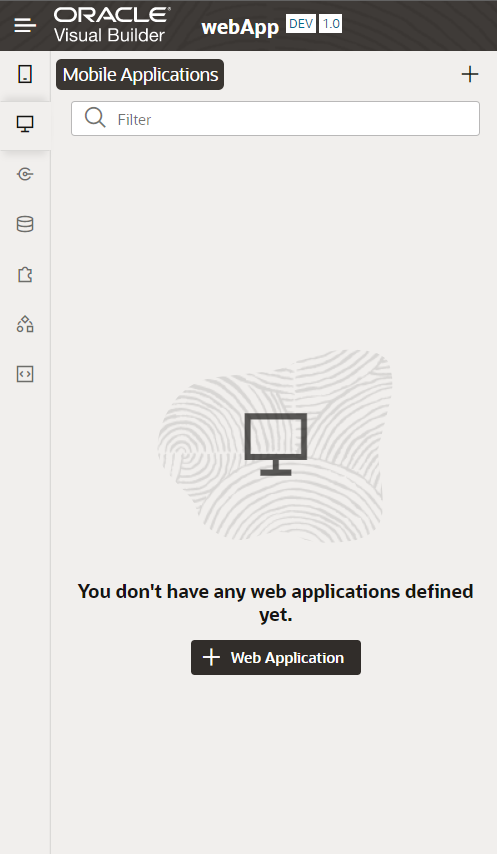 ORACLE®
Visual Builder
webApp DEV 1.0
Mobile Applications
Filter
You don't have any web applications defined
yet.
Web Application